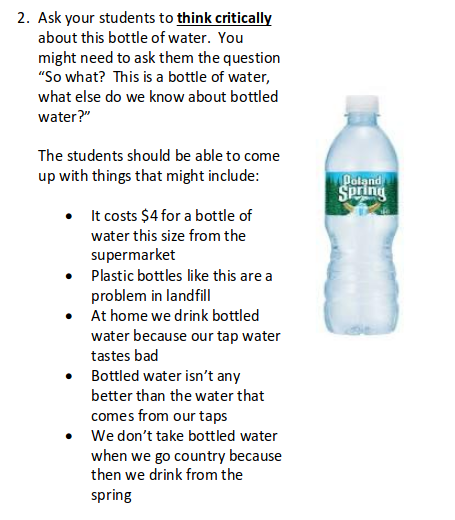 2. Ask your students to think critically
about this bottle of water.  You
might need to ask them the question
“So what?  This is a bottle of water,
what else do we know about bottled
water?”
The students should be able to come
up with things that might include:
• It costs $4 for a bottle of
water this size from the
supermarket
• Plastic bottles like this are a
problem in landfill
• At home we drink bottled
water because our tap water
tastes bad
• Bottled water isn’t any
better than the water that
comes from our taps
• We don’t take bottled water
when we go country because
then we drink from the
spring
Poland
Spring